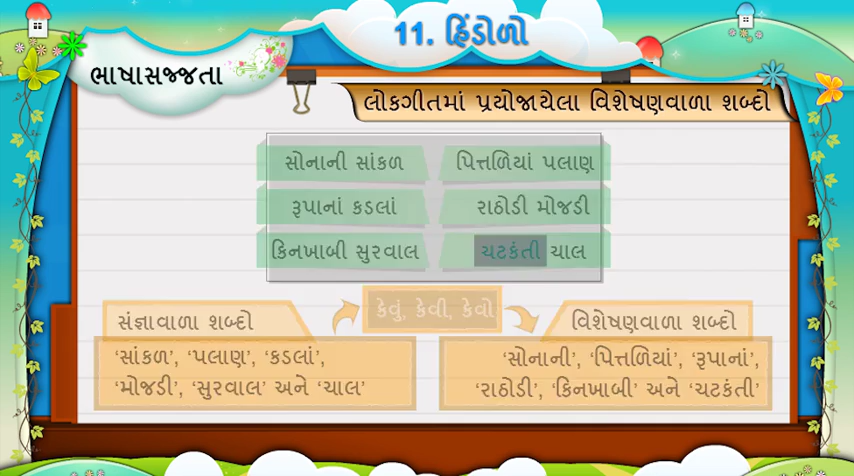 11. હિંડોળો
ભાષાસજ્જતા
લોકગીતમાં પ્રયોજાયેલા વિશેષણવાળા શબ્દો
સોનાની સાંકળ
પિત્તળિયાં પલાણ
રૂપાનાં કડલાં
રાઠોડી મોજડી
કિનખાબી સુરવાલ
ચટકંતી ચાલ
કેવું, કેવી, કેવો
સંજ્ઞાવાળા શબ્દો
‘સાંકળ’, ‘પલાણ’, ‘કડલાં’,
‘મોજડી’, ‘સુરવાલ’ અને ‘ચાલ’
વિશેષણવાળા શબ્દો
‘સોનાની’, ‘પિત્તળિયાં’, ‘રૂપાનાં’,
‘રાઠોડી’, ‘કિનખાબી’ અને ‘ચટકંતી’